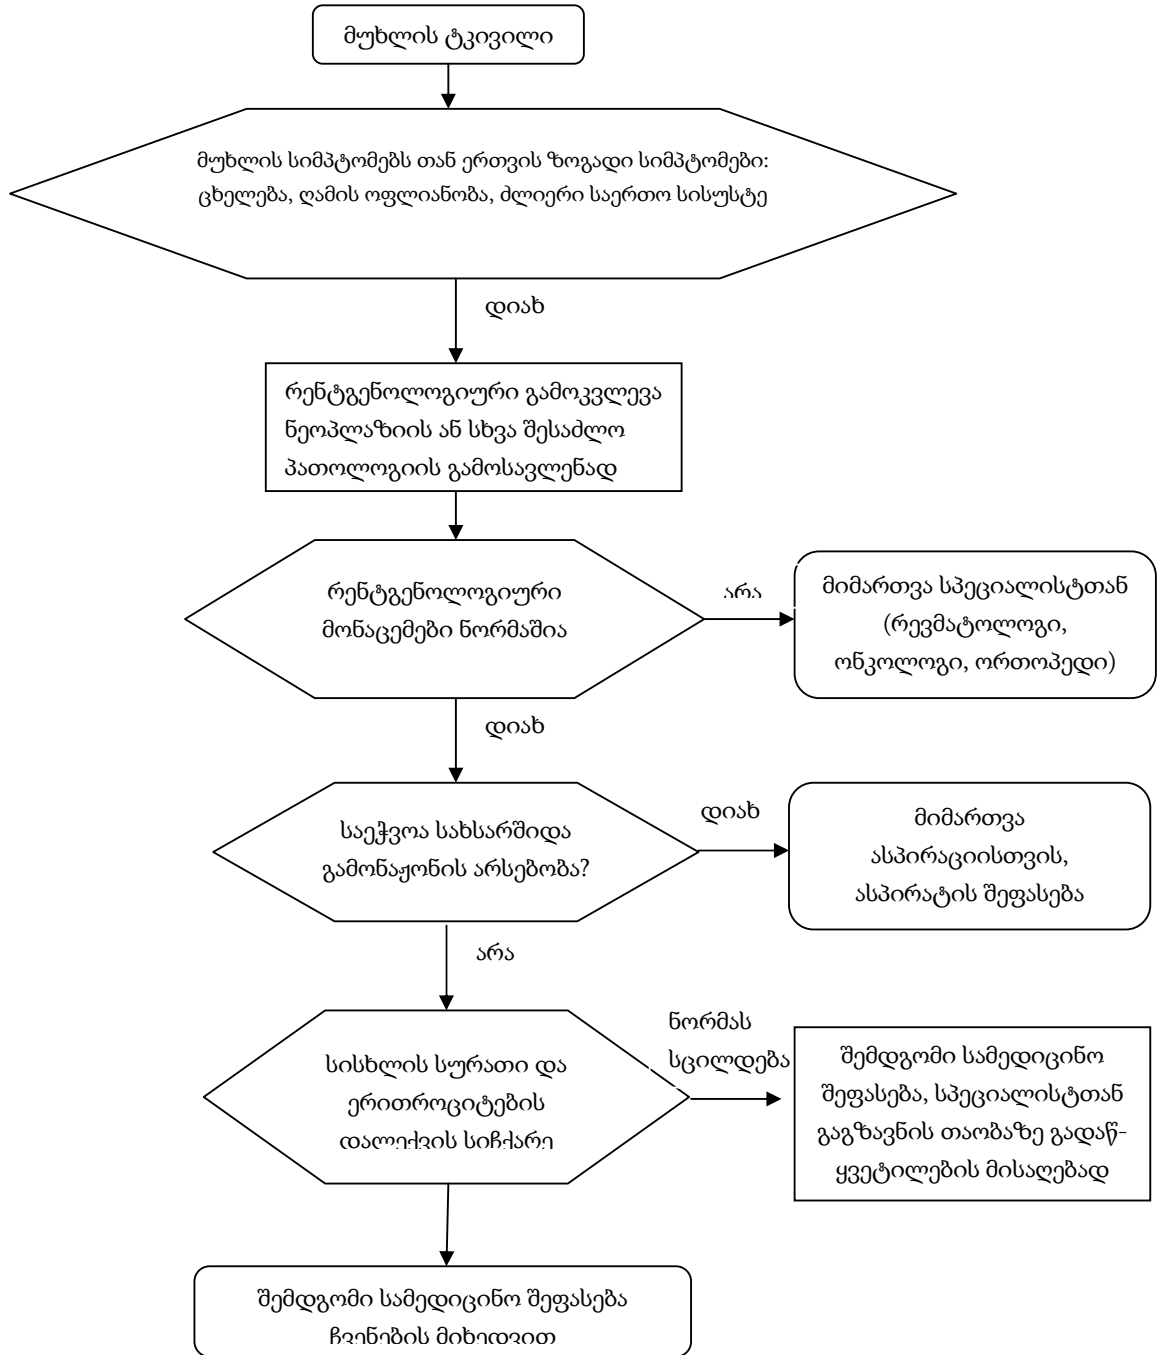 მუხლის ტკივილი
მუხლის სიმპტომებს თან ერთვის ზოგადი სიმპტომები:
ცხელება, ღამის ოფლიანობა, ძლიერი საერთო სისუსტე
დიახ
რენტგენოლოგიური გამოკვლევა
ნეოპლაზიის ან სხვა შესაძლო
პათოლოგიის გამოსავლენად
რენტგენოლოგიური
მონაცემები ნორმაშია
არა
მიმართვა სპეციალისტთან
(რევმატოლოგი,
ონკოლოგი, ორთოპედი)
დიახ
საეჭვოა სახსარშიდა
გამონაჟონის არსებობა?
დიახ
მიმართვა
ასპირაციისთვის,
ასპირატის შეფასება
არა
სისხლის სურათი და
ერითროციტების
დალექვის სიჩქარე
ნორმას
სცილდება
შემდგომი სამედიცინო
შეფასება, სპეციალისტთან
გაგზავნის თაობაზე გადაწ-
ყვეტილების მისაღებად
შემდგომი სამედიცინო შეფასება
ჩვენების მიხედვით